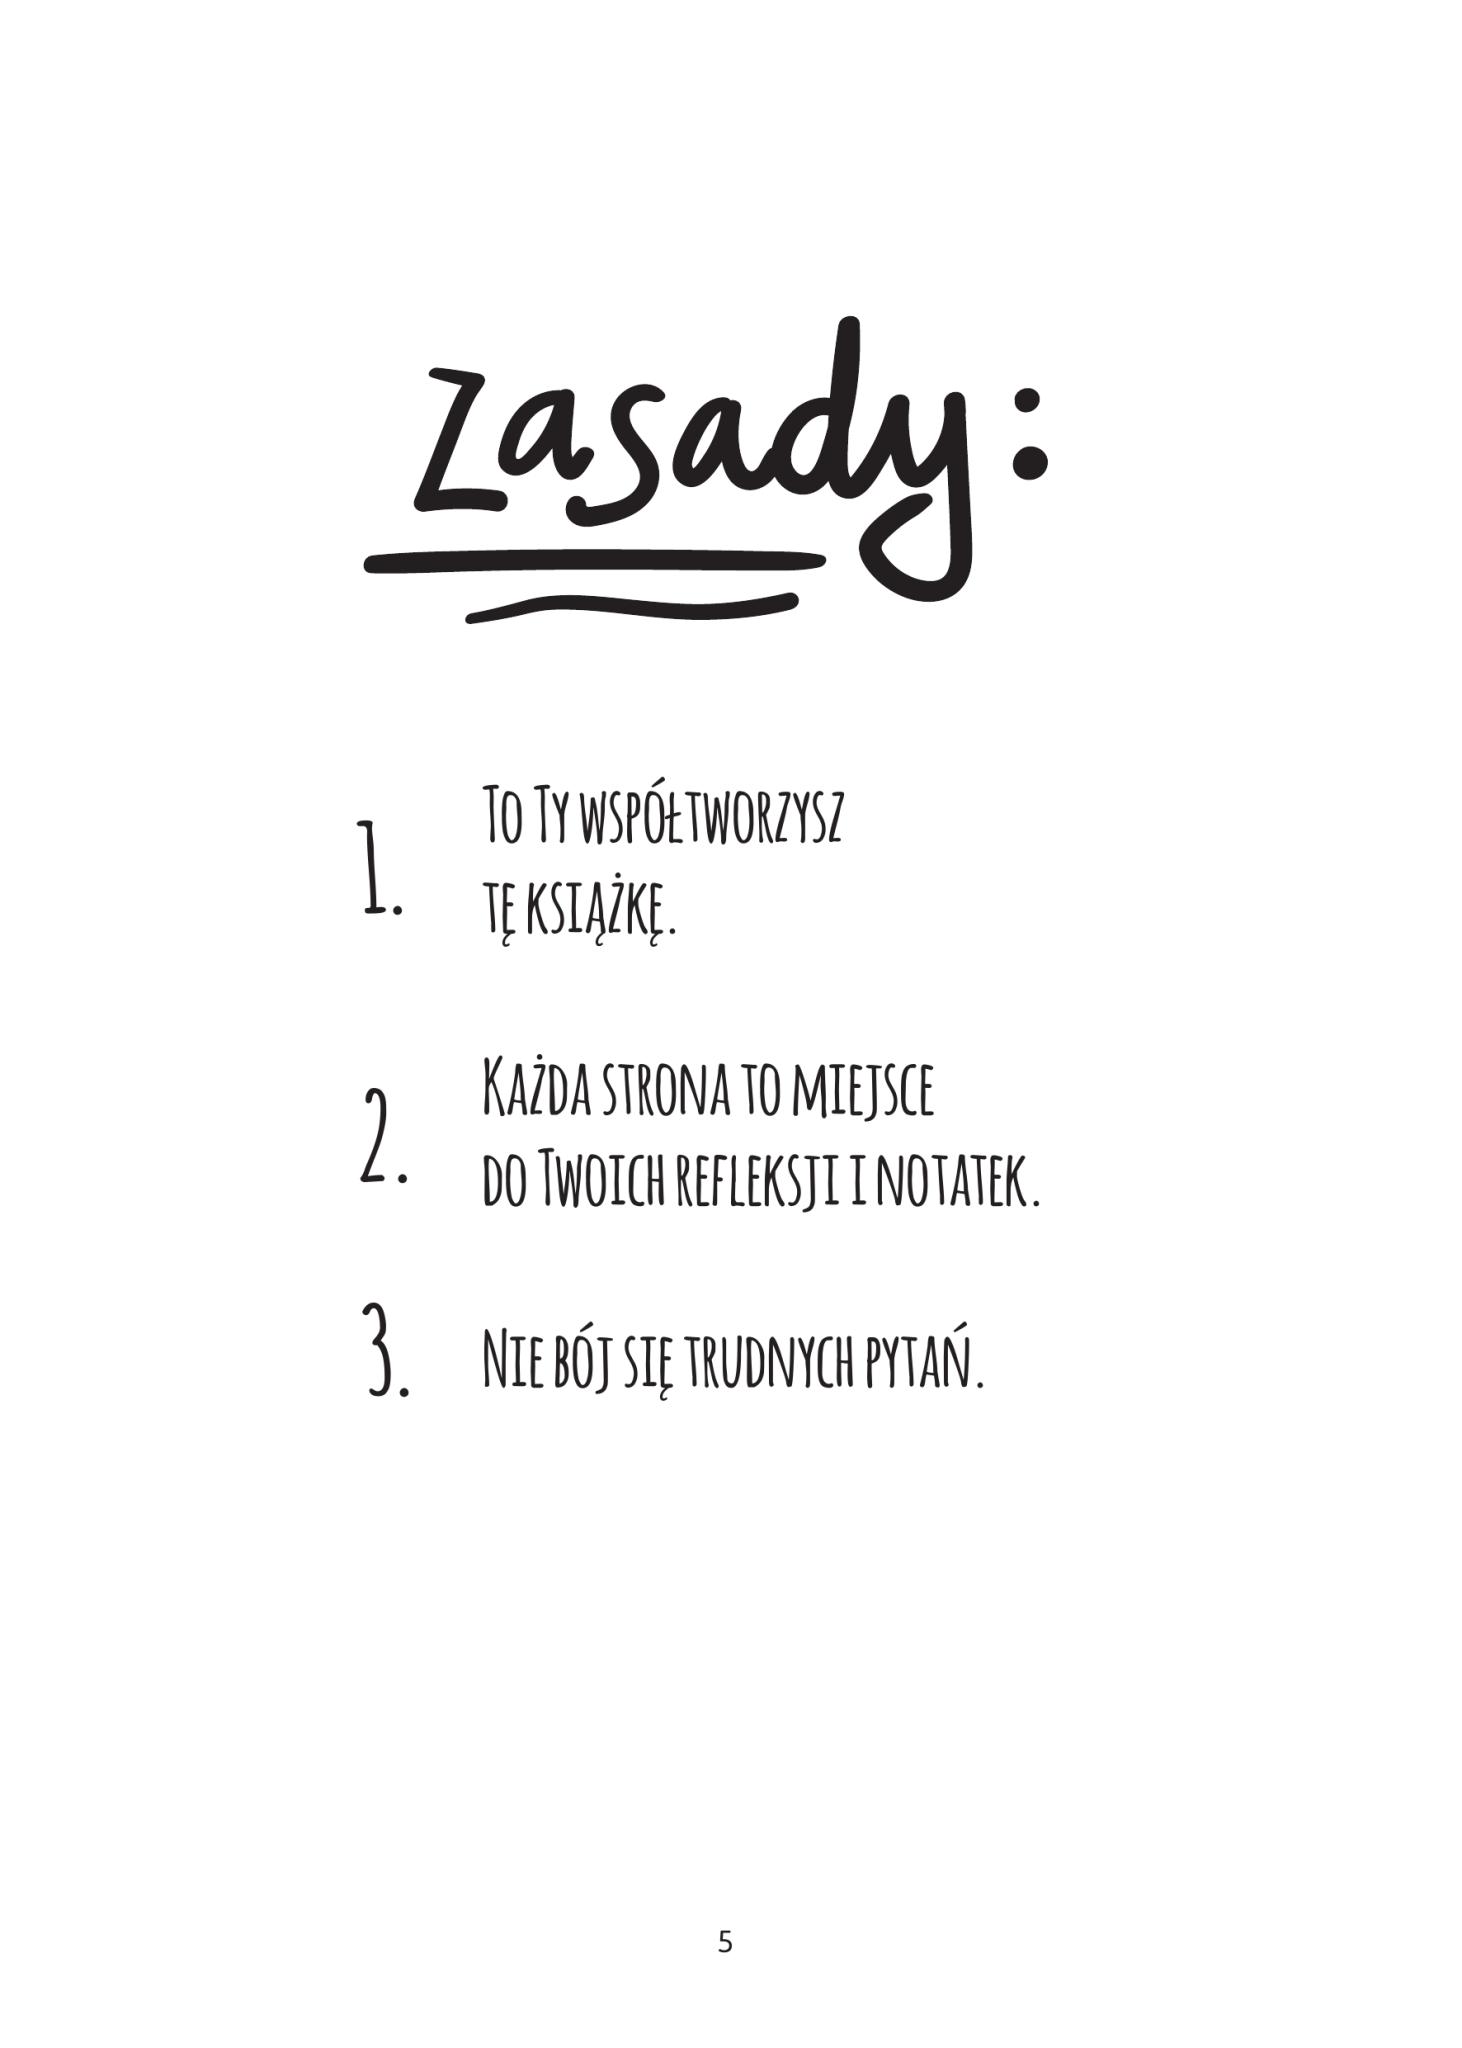 Zasady:
1. To Ty współtworzysz
tę książkę.
2. Każda strona to miejsce
do Twoich refleksji i notatek.
3. Nie bój się trudnych pytań.
5